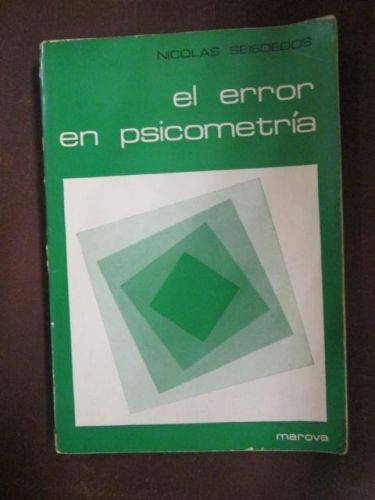 NICOLAS SEISDEDOS
el error
en psicometría
marova